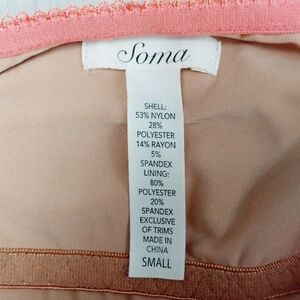 Soma
SHELL:
53% NYLON
28%
POLYESTER
14% RAYON
5%
SPANDEX
LINING:
80%
POLYESTER
20%
SPANDEX
EXCLUSIVE
OF TRIMS
MADE IN
CHINA
SMALL